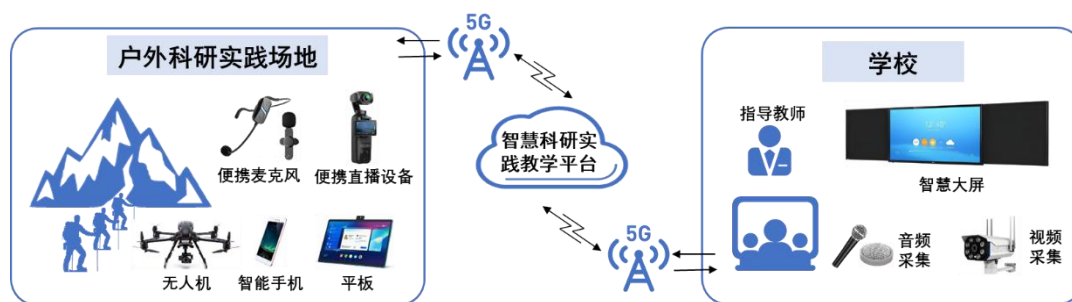 户外科研实践场地
便携麦克风
便携直播设备
无人机
智能手机
平板
5G
智慧科研实
践教学平台
5G
学校
指导教师
智慧大屏
音频
采集
视频
采集